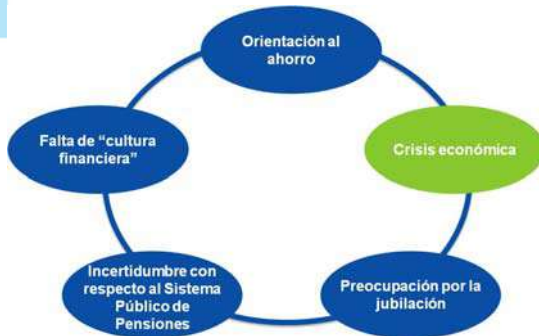 Orientación al
ahorro
Crisis económica
Preocupación por la
jubilación
Incertidumbre con
respecto al Sistema
Público de
Pensiones
Falta de “cultura
financiera”